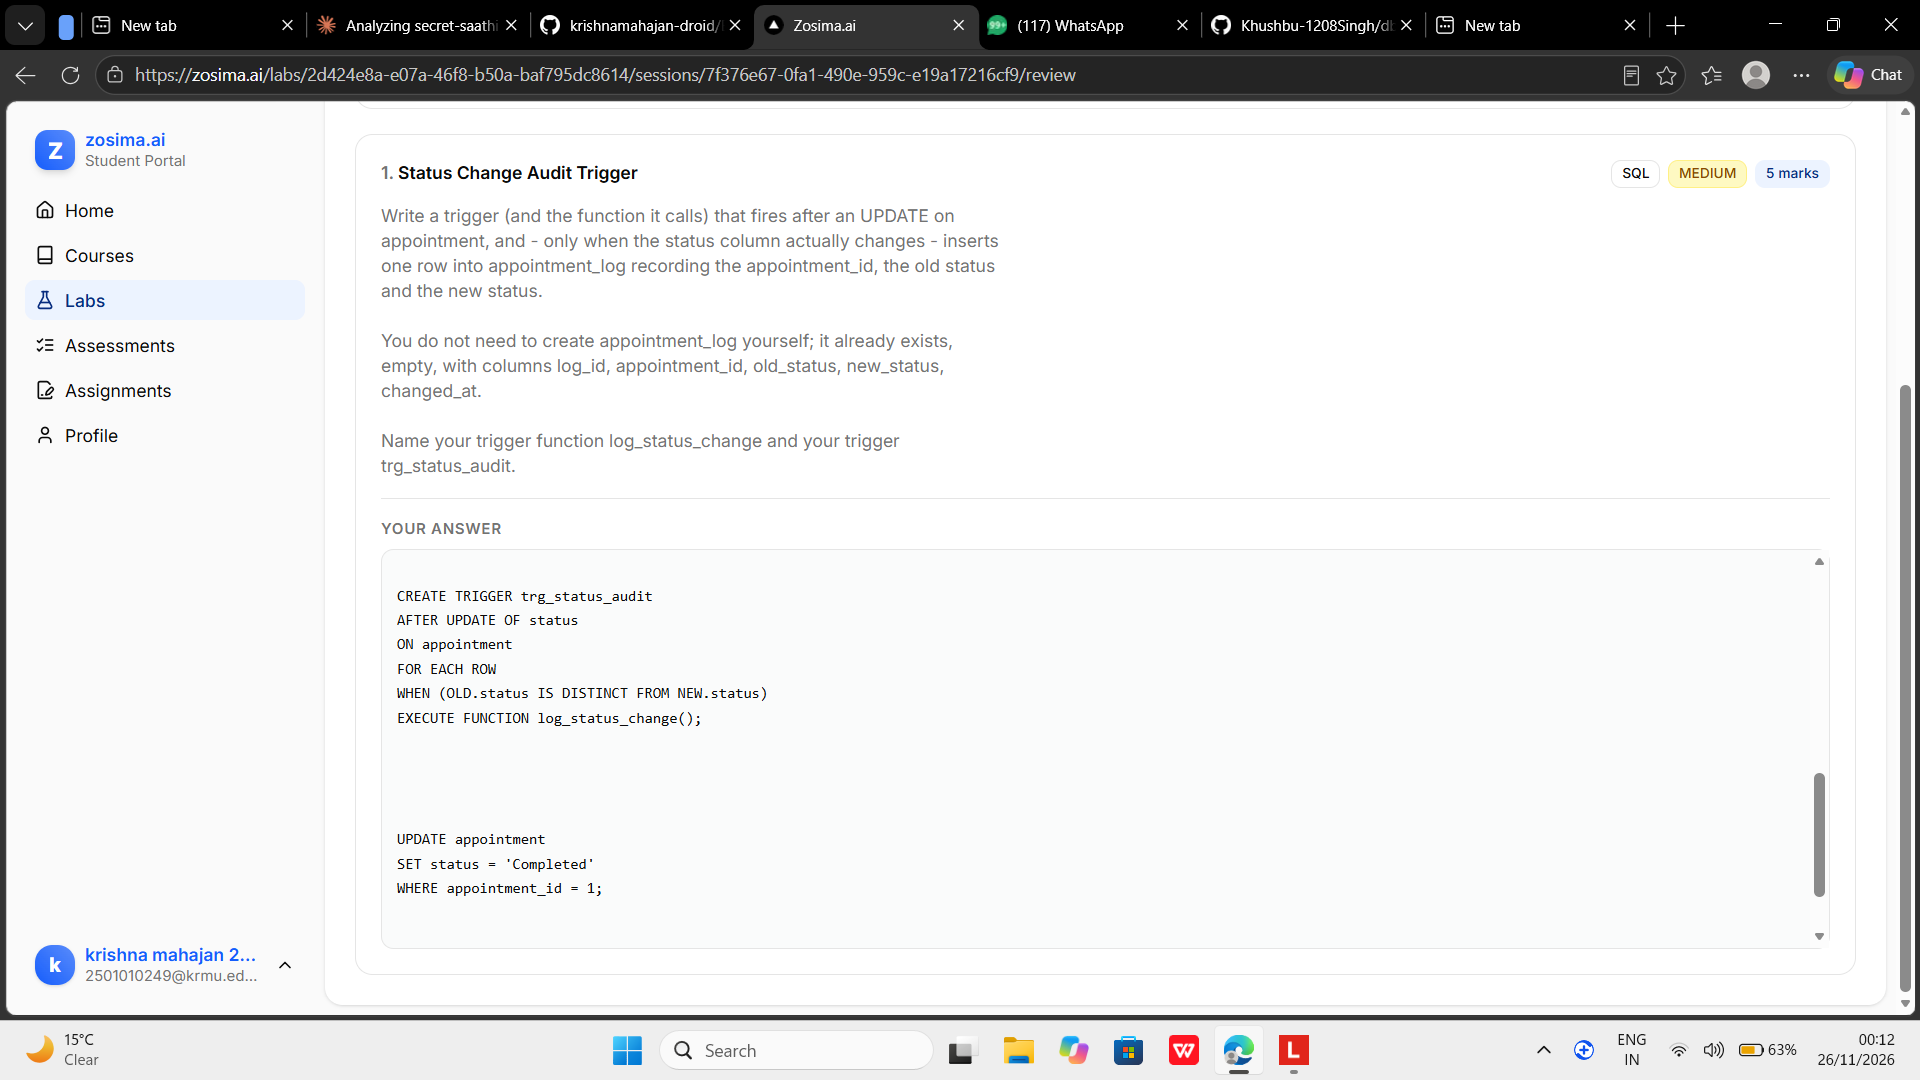 New tab
Analyzing secret-saathi
krishnamahajan-droid/
Zosima.ai
(117) WhatsApp
Khushbu-1208Singh/db
New tab
https://zosima.ai/labs/2d424e8a-e07a-46f8-b50a-baf795dc8614/sessions/7f376e67-0fa1-490e-959c-e19a17216cf9/review
Chat
Z
zosima.ai
Student Portal
Home
Courses
Labs
Assessments
Assignments
Profile
k
krishna mahajan 2...
2501010249@krmu.ed...
1. Status Change Audit Trigger
SQL
MEDIUM
5 marks
Write a trigger (and the function it calls) that fires after an UPDATE on
appointment, and - only when the status column actually changes - inserts
one row into appointment_log recording the appointment_id, the old status
and the new status.
You do not need to create appointment_log yourself; it already exists,
empty, with columns log_id, appointment_id, old_status, new_status,
changed_at.
Name your trigger function log_status_change and your trigger
trg_status_audit.
YOUR ANSWER
CREATE TRIGGER trg_status_audit
AFTER UPDATE OF status
ON appointment
FOR EACH ROW
WHEN (OLD.status IS DISTINCT FROM NEW.status)
EXECUTE FUNCTION log_status_change();
UPDATE appointment
SET status = 'Completed'
WHERE appointment_id = 1;
15°C
Clear
Search
W
L
ENG
IN
63%
00:12
26/11/2026